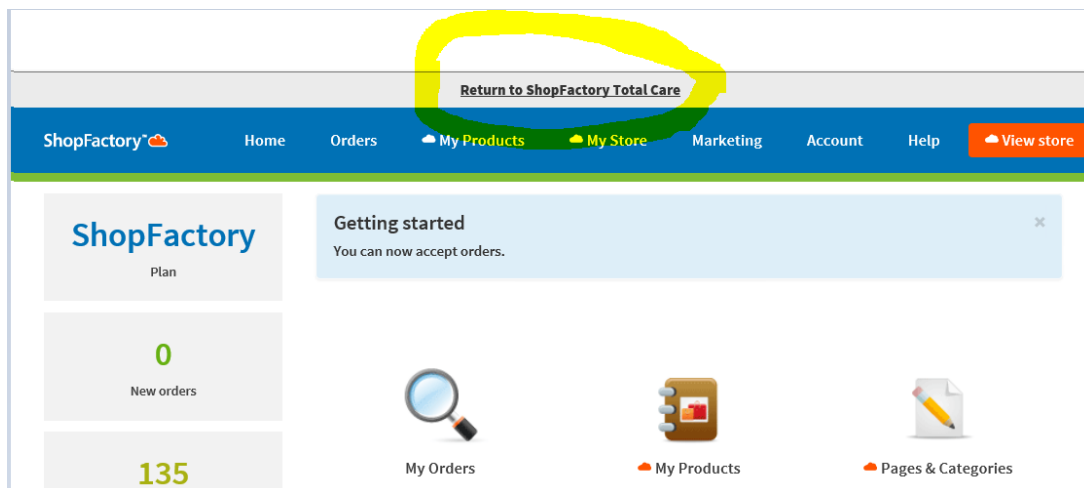 Return to ShopFactory Total Care
ShopFactory™ Home Orders My Products My Store Marketing Account Help View store
ShopFactory
Plan
Getting started
You can now accept orders.
×
0
New orders
135
My Orders My Products Pages & Categories